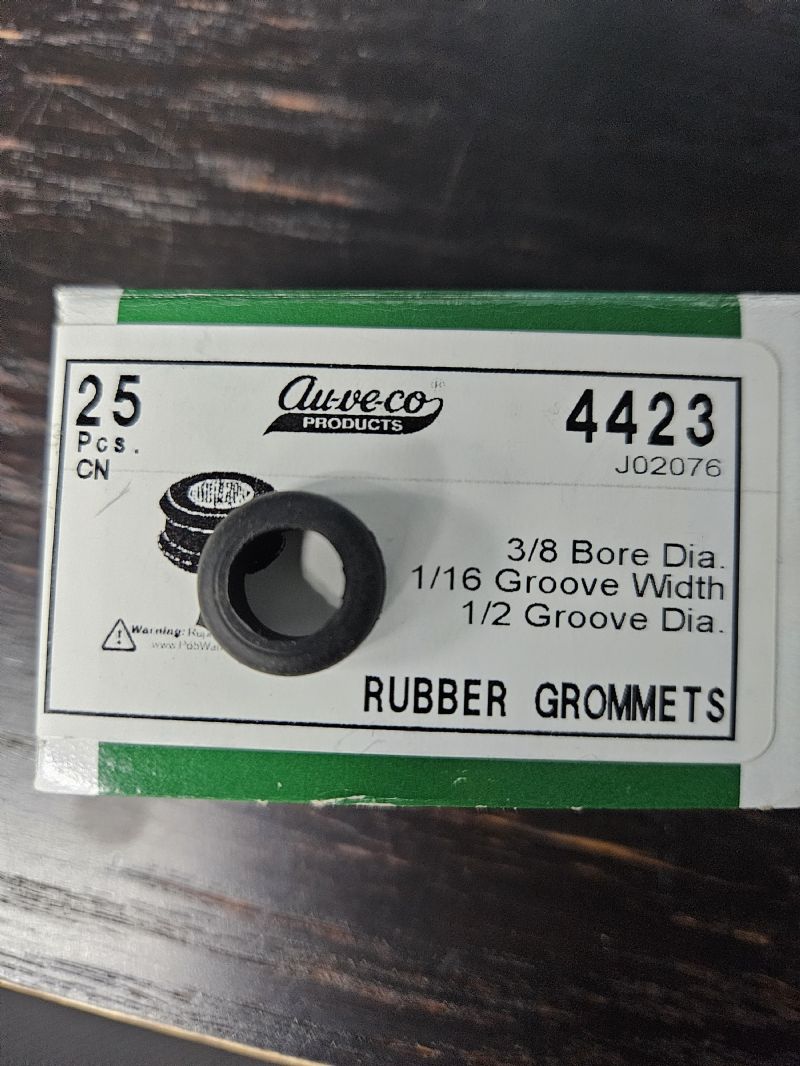 25
Pcs.
CN
Au-ve-co®
PRODUCTS
4423
J02076
3/8 Bore Dia.
1/16 Groove Width
1/2 Groove Dia.
Warning:
RUBBER GROMMETS